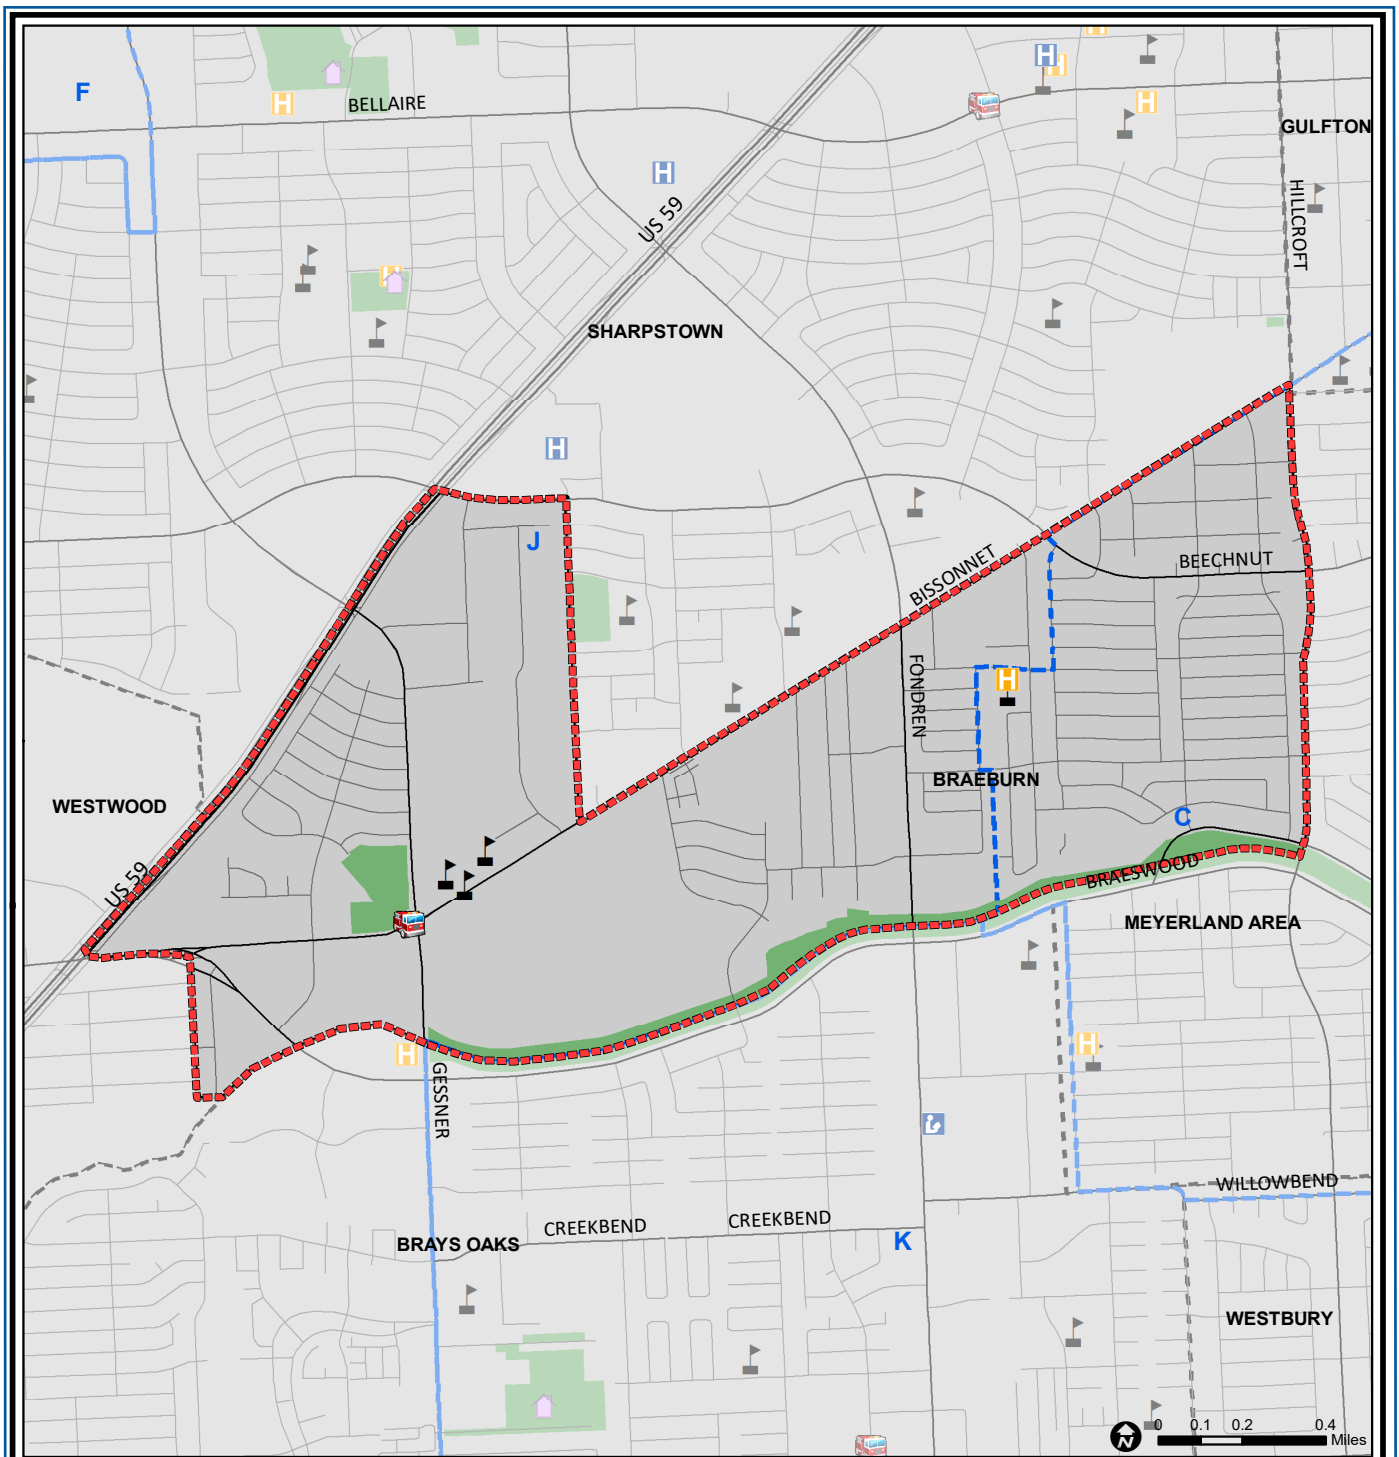 F
H
H
H
H
H
BELLAIRE
GULFTON
H
HILLCROFT
US 59
H
SHARPSTOWN
H
J
BISSONNET
BEECHNUT
FONDREN
H
BRAEBURN
WESTWOOD
C
US 59
BRAESWOOD
MEYERLAND AREA
H
H
GESSNER
WILLOWBEND
CREEKBEND
CREEKBEND
BRAYS OAKS
K
WESTBURY
N
0 0.1 0.2 0.4
Miles